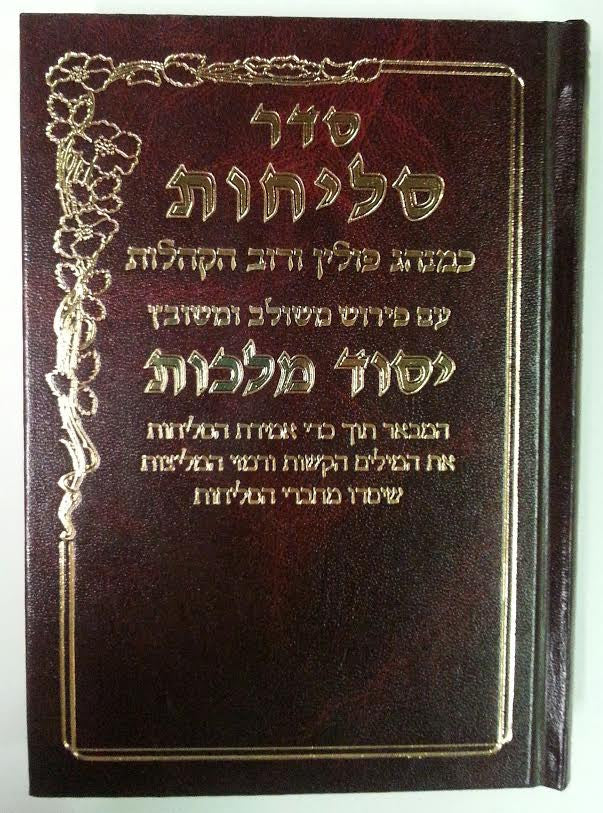 סדר
סליחות
כמנהג פולין ורוב הקהלות
עם פירוש משולב ומשובץ
יסוד מלכות
המבאר תוך כדי אמירת הסליחות
את המילים הקשות ורמזי המליצות
שיסדו מחברי הסליחות